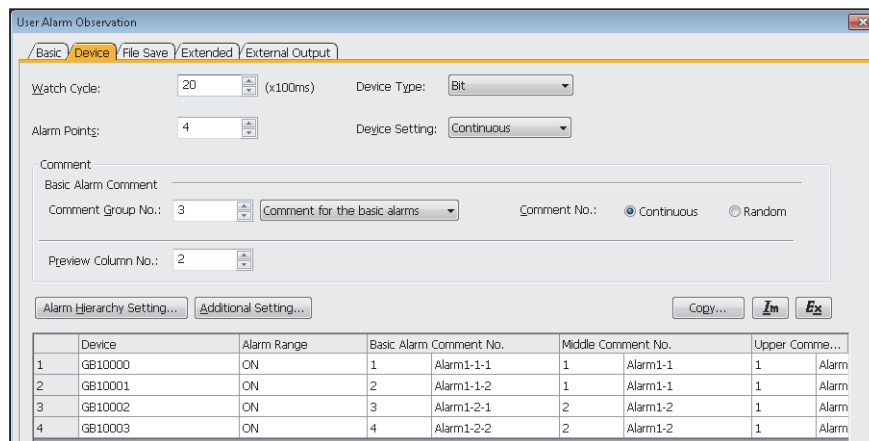 User Alarm Observation
Basic Device File Save Extended External Output
Watch Cycle: 20 (x100ms) Device Type: Bit
Alarm Points: 4 Device Setting: Continuous
Comment
Basic Alarm Comment
Comment Group No.: 3 Comment for the basic alarms Comment No.: Continuous Random
Preview Column No.: 2
Alarm Hierarchy Setting... Additional Setting... Copy... Im Ex
Device Alarm Range Basic Alarm Comment No. Middle Comment No. Upper Comme...
1 GB10000 ON 1 Alarm1-1-1 1 Alarm1-1 1 Alarm
2 GB10001 ON 2 Alarm1-1-2 1 Alarm1-1 1 Alarm
3 GB10002 ON 3 Alarm1-2-1 2 Alarm1-2 1 Alarm
4 GB10003 ON 4 Alarm1-2-2 2 Alarm1-2 1 Alarm